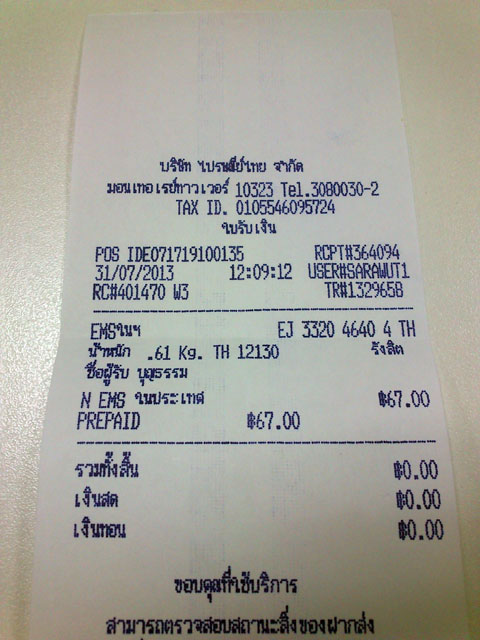 บริษัท ไปรษณีย์ไทย จำกัด
มอนเทอเรย์ทาวเวอร์ 10323 Tel.3080030-2
TAX ID. 0105546095724
ใบรับเงิน
POS IDE071719100135 RCPT#364094
31/07/2013 12:09:12 USER#SARAWUT1
RC#401470 W3 TR#1329658
EMSในฯ EJ 3320 4640 4 TH
น้ำหนัก .61 Kg. TH 12130 รังสิต
ชื่อผู้รับ บุญธรรม
N EMS ในประเทศ ฿67.00
PREPAID ฿67.00
รวมทั้งสิ้น ฿0.00
เงินสด ฿0.00
เงินทอน ฿0.00
ขอบคุณที่ใช้บริการ
สามารถตรวจสอบสถานะสิ่งของฝากส่ง